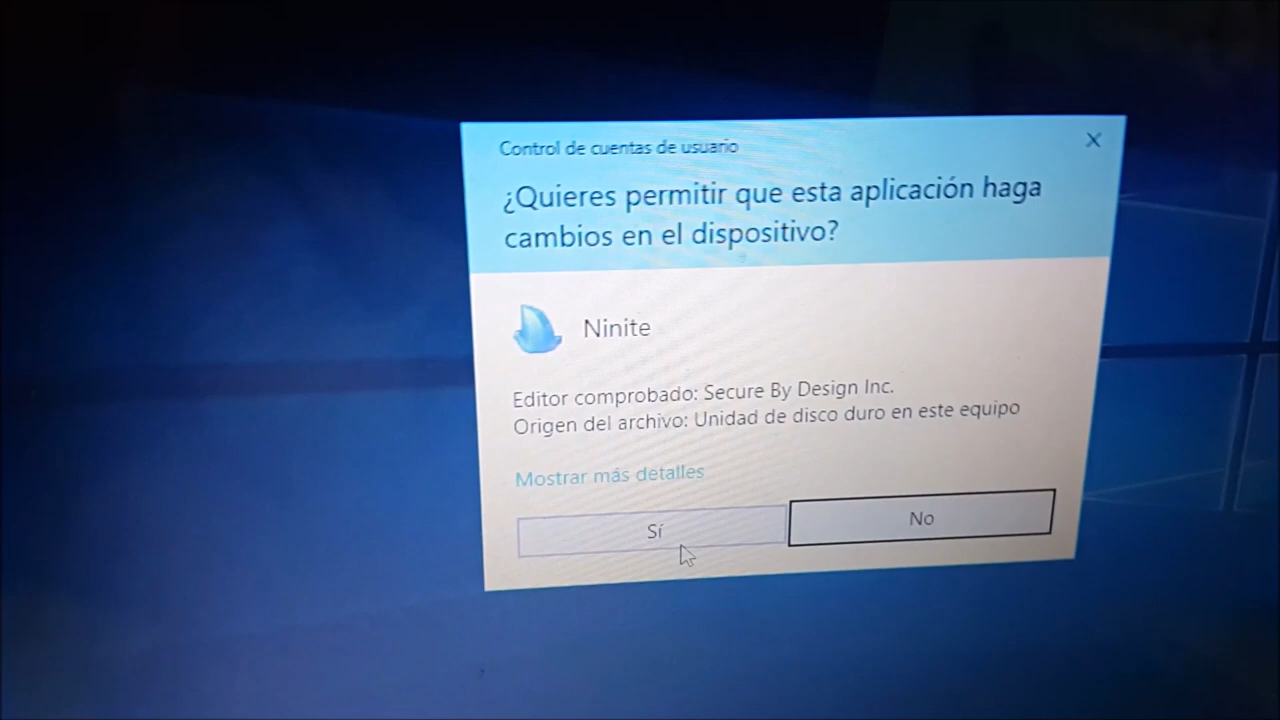 Control de cuentas de usuario
¿Quieres permitir que esta aplicación haga
cambios en el dispositivo?
Ninite
Editor comprobado: Secure By Design Inc.
Origen del archivo: Unidad de disco duro en este equipo
Mostrar más detalles
Sí
No